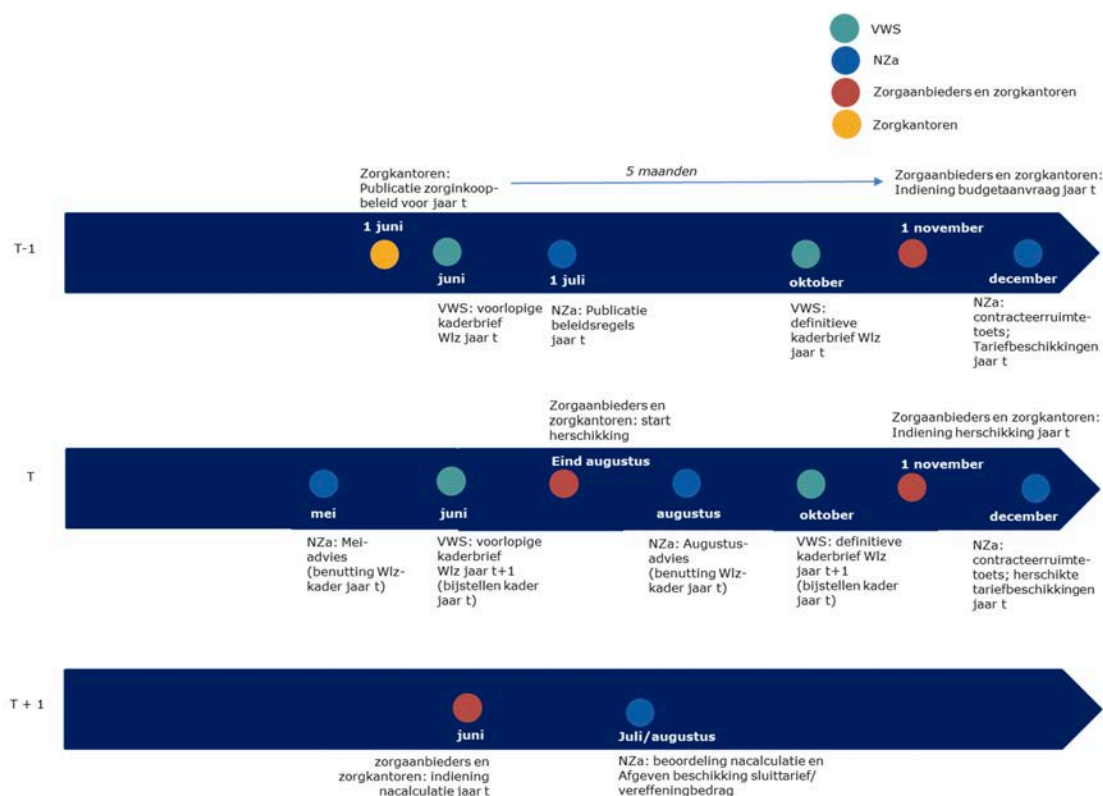 VWS
NZa
Zorgaanbieders en zorgkantoren
Zorgkantoren
Zorgkantoren:
Publicatie zorginkoop-
beleid voor jaar t
5 maanden
Zorgaanbieders en zorgkantoren:
Indiening budgetaanvraag jaar t
T-1
1 juni
juni
1 juli
oktober
1 november
december
VWS: voorlopige
kaderbrief
Wlz jaar t
NZa: Publicatie
beleidsregels
jaar t
VWS:
definitieve
kaderbrief Wlz
jaar t
NZa:
contracteerruimte-
toets;
Tariefbeschikkingen
jaar t
Zorgaanbieders en
zorgkantoren: start
herschikking
Zorgaanbieders en zorgkantoren:
Indiening herschikking jaar t
T
mei
juni
Eind augustus
augustus
oktober
1 november
december
NZa: Mei-
advies
(benutting Wlz-
kader jaar t)
VWS: voorlopige
kaderbrief
Wlz jaar t+1
(bijstellen kader
jaar t)
NZa: Augustus-
advies
(benutting Wlz-
kader jaar t)
VWS: definitieve
kaderbrief Wlz
jaar t+1
(bijstellen kader
jaar t)
NZa:
contracteerruimte-
toets; herschikte
tariefbeschikkingen
jaar t
T + 1
juni
Juli/augustus
zorgaanbieders en
zorgkantoren: indiening
nacalculatie jaar t
NZa: beoordeling nacalculatie en
Afgeven beschikking sluittarief/
vereffeningbedrag